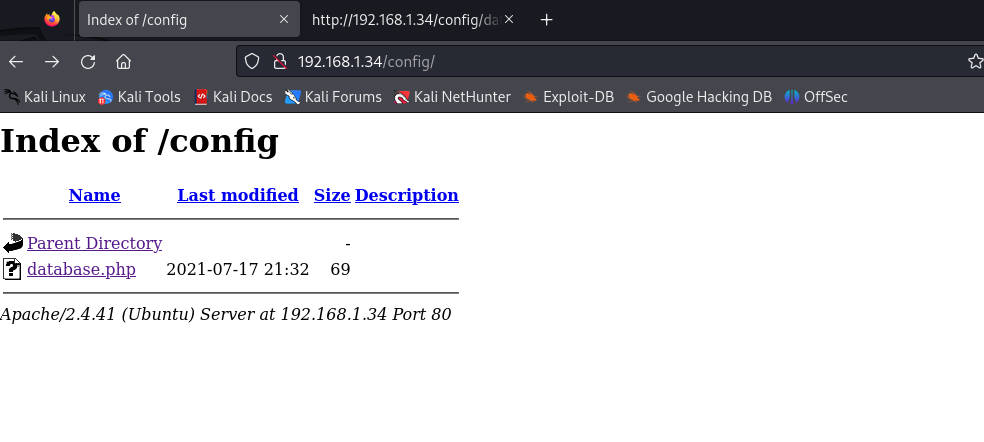 Index of /config
http://192.168.1.34/config/da
192.168.1.34/config/
Kali Linux Kali Tools Kali Docs Kali Forums Kali NetHunter Exploit-DB Google Hacking DB OffSec
Index of /config
Name Last modified Size Description
Parent Directory -
database.php 2021-07-17 21:32 69
Apache/2.4.41 (Ubuntu) Server at 192.168.1.34 Port 80